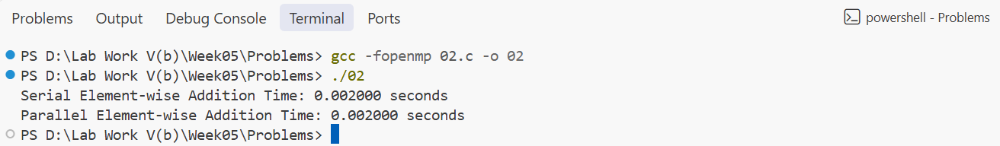 Problems Output Debug Console Terminal Ports powershell - Problems
PS D:\Lab Work V(b)\Week05\Problems> gcc -fopenmp 02.c -o 02
PS D:\Lab Work V(b)\Week05\Problems> ./02
Serial Element-wise Addition Time: 0.002000 seconds
Parallel Element-wise Addition Time: 0.002000 seconds
PS D:\Lab Work V(b)\Week05\Problems>